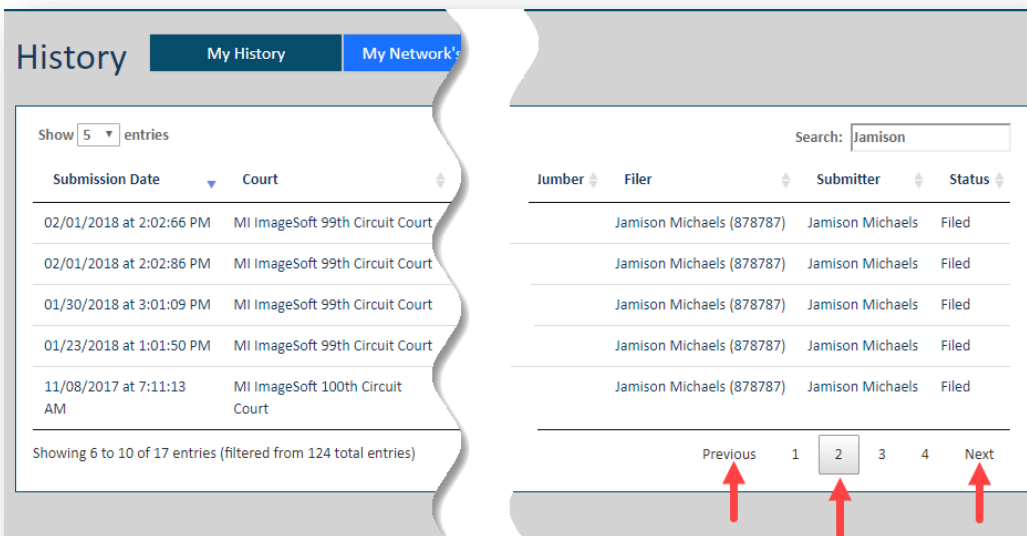 History My History My Network's
Show 5 entries Search: Jamison
Submission Date Court Jumber Filer Submitter Status
02/01/2018 at 2:02:66 PM MI ImageSoft 99th Circuit Court Jamison Michaels (878787) Jamison Michaels Filed
02/01/2018 at 2:02:86 PM MI ImageSoft 99th Circuit Court Jamison Michaels (878787) Jamison Michaels Filed
01/30/2018 at 3:01:09 PM MI ImageSoft 99th Circuit Court Jamison Michaels (878787) Jamison Michaels Filed
01/23/2018 at 1:01:50 PM MI ImageSoft 99th Circuit Court Jamison Michaels (878787) Jamison Michaels Filed
11/08/2017 at 7:11:13 MI ImageSoft 100th Circuit Jamison Michaels (878787) Jamison Michaels Filed
AM Court
Showing 6 to 10 of 17 entries (filtered from 124 total entries) Previous 1 2 3 4 Next